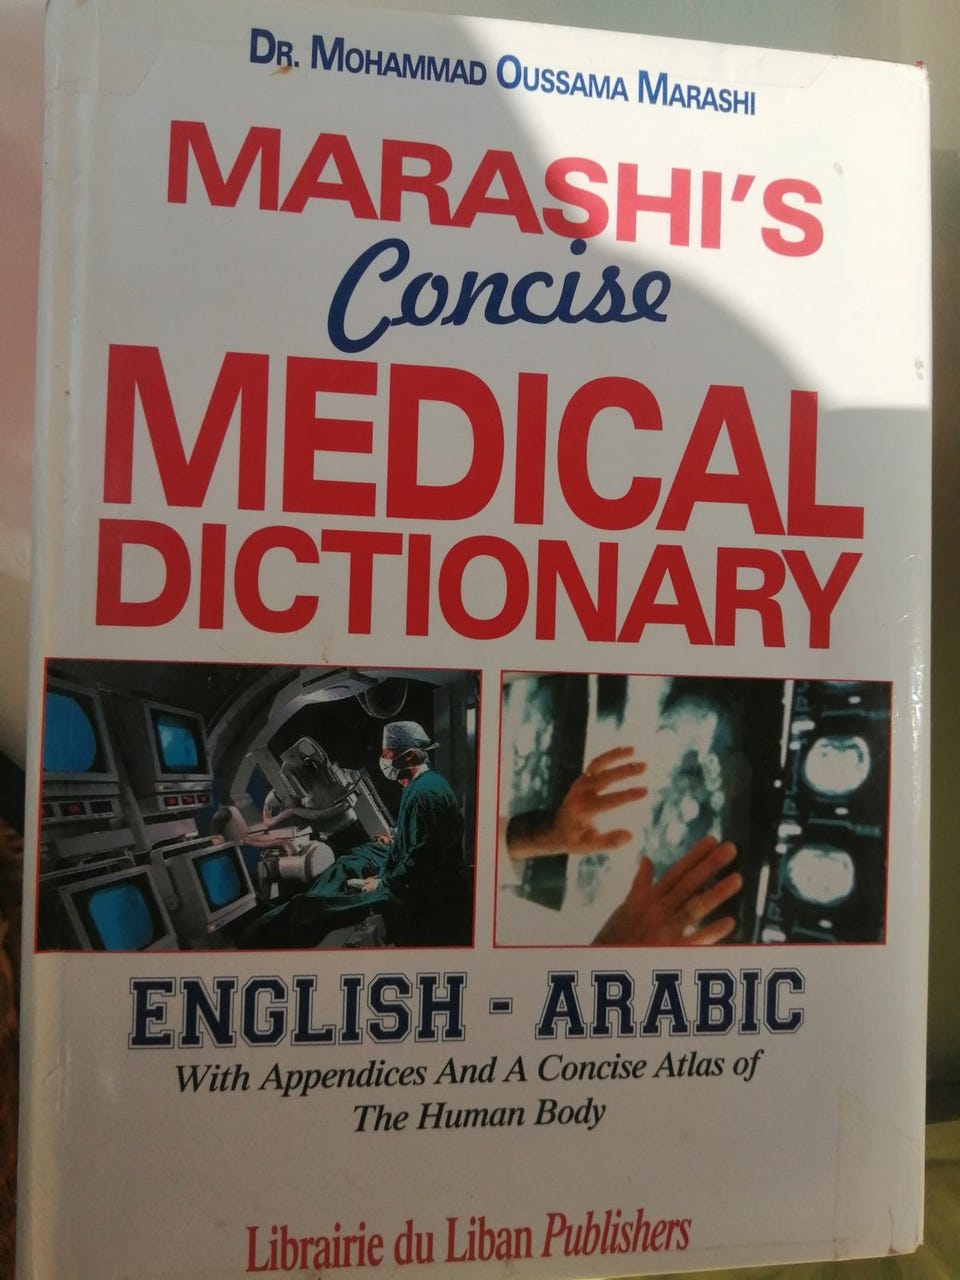 DR. MOHAMMAD OUSSAMA MARASHI
MARASHI'S
Concise
MEDICAL
DICTIONARY
ENGLISH - ARABIC
With Appendices And A Concise Atlas of
The Human Body
Librairie du Liban Publishers